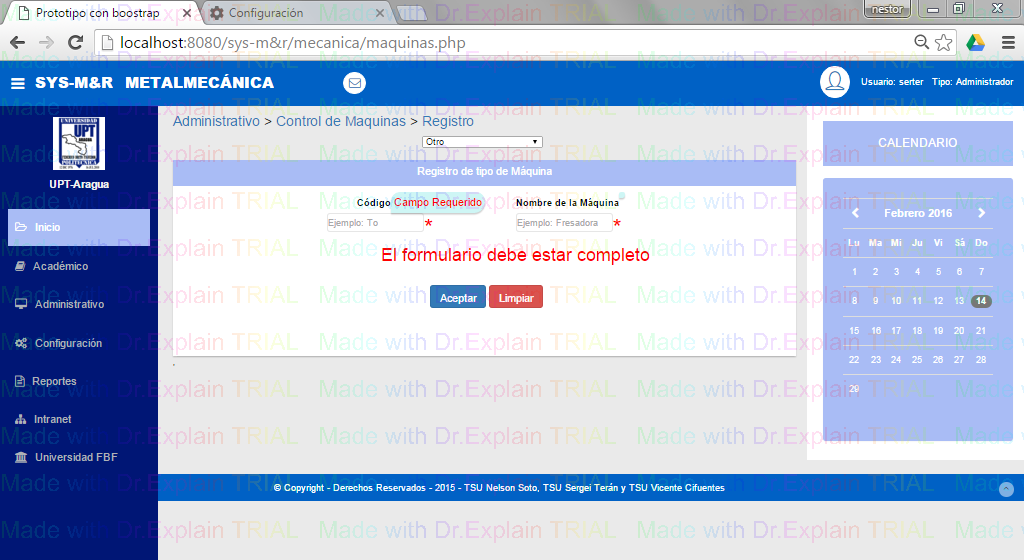 Prototipo con boostrap
Configuración
nestor
localhost:8080/sys-m&r/mecanica/maquinas.php
SYS-M&R METALMECÁNICA
Usuario: serter Tipo: Administrador
UNIVERSIDAD
UPT
ARAGUA
POLITECNICA
UPT-Aragua
Inicio
Académico
Administrativo
Configuración
Reportes
Intranet
Universidad FBF
Administrativo > Control de Maquinas > Registro
Otro
Registro de tipo de Máquina
Código Campo Requerido
Nombre de la Máquina
Ejemplo: To *
Ejemplo: Fresadora *
El formulario debe estar completo
Aceptar Limpiar
CALENDARIO
Febrero 2016
Lu Ma Mi Ju Vi Sá Do
1 2 3 4 5 6 7
8 9 10 11 12 13 14
15 16 17 18 19 20 21
22 23 24 25 26 27 28
29
© Copyright - Derechos Reservados - 2015 - TSU Nelson Soto, TSU Sergei Terán y TSU Vicente Cifuentes
Made with Dr.Explain TRIAL